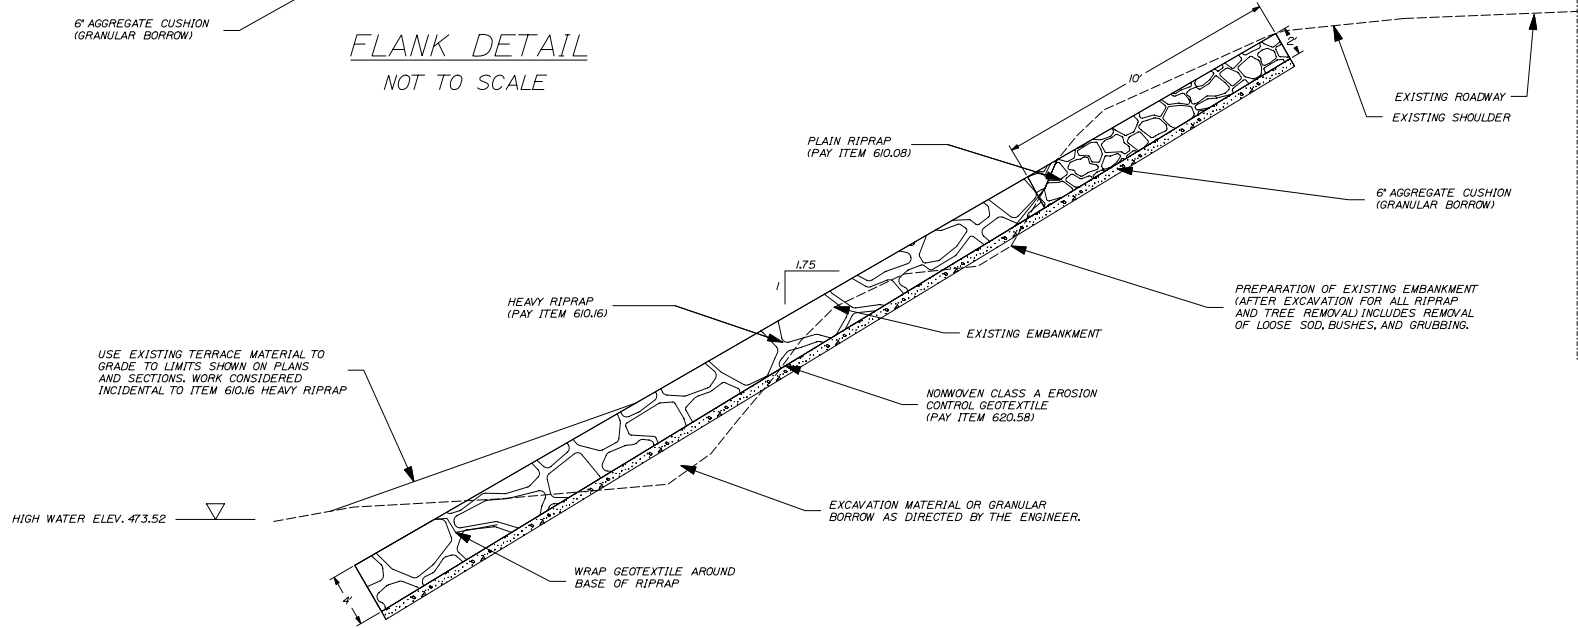 6" AGGREGATE CUSHION
(GRANULAR BORROW)
FLANK DETAIL
NOT TO SCALE
10'
2'
EXISTING ROADWAY
EXISTING SHOULDER
PLAIN RIPRAP
(PAY ITEM 610.08)
6" AGGREGATE CUSHION
(GRANULAR BORROW)
1.75
1
HEAVY RIPRAP
(PAY ITEM 610.16)
PREPARATION OF EXISTING EMBANKMENT
(AFTER EXCAVATION FOR ALL RIPRAP
AND TREE REMOVAL) INCLUDES REMOVAL
OF LOOSE SOD, BUSHES, AND GRUBBING.
EXISTING EMBANKMENT
USE EXISTING TERRACE MATERIAL TO
GRADE TO LIMITS SHOWN ON PLANS
AND SECTIONS. WORK CONSIDERED
INCIDENTAL TO ITEM 610.16 HEAVY RIPRAP
NONWOVEN CLASS A EROSION
CONTROL GEOTEXTILE
(PAY ITEM 620.58)
HIGH WATER ELEV. 473.52
EXCAVATION MATERIAL OR GRANULAR
BORROW AS DIRECTED BY THE ENGINEER.
WRAP GEOTEXTILE AROUND
BASE OF RIPRAP
4'